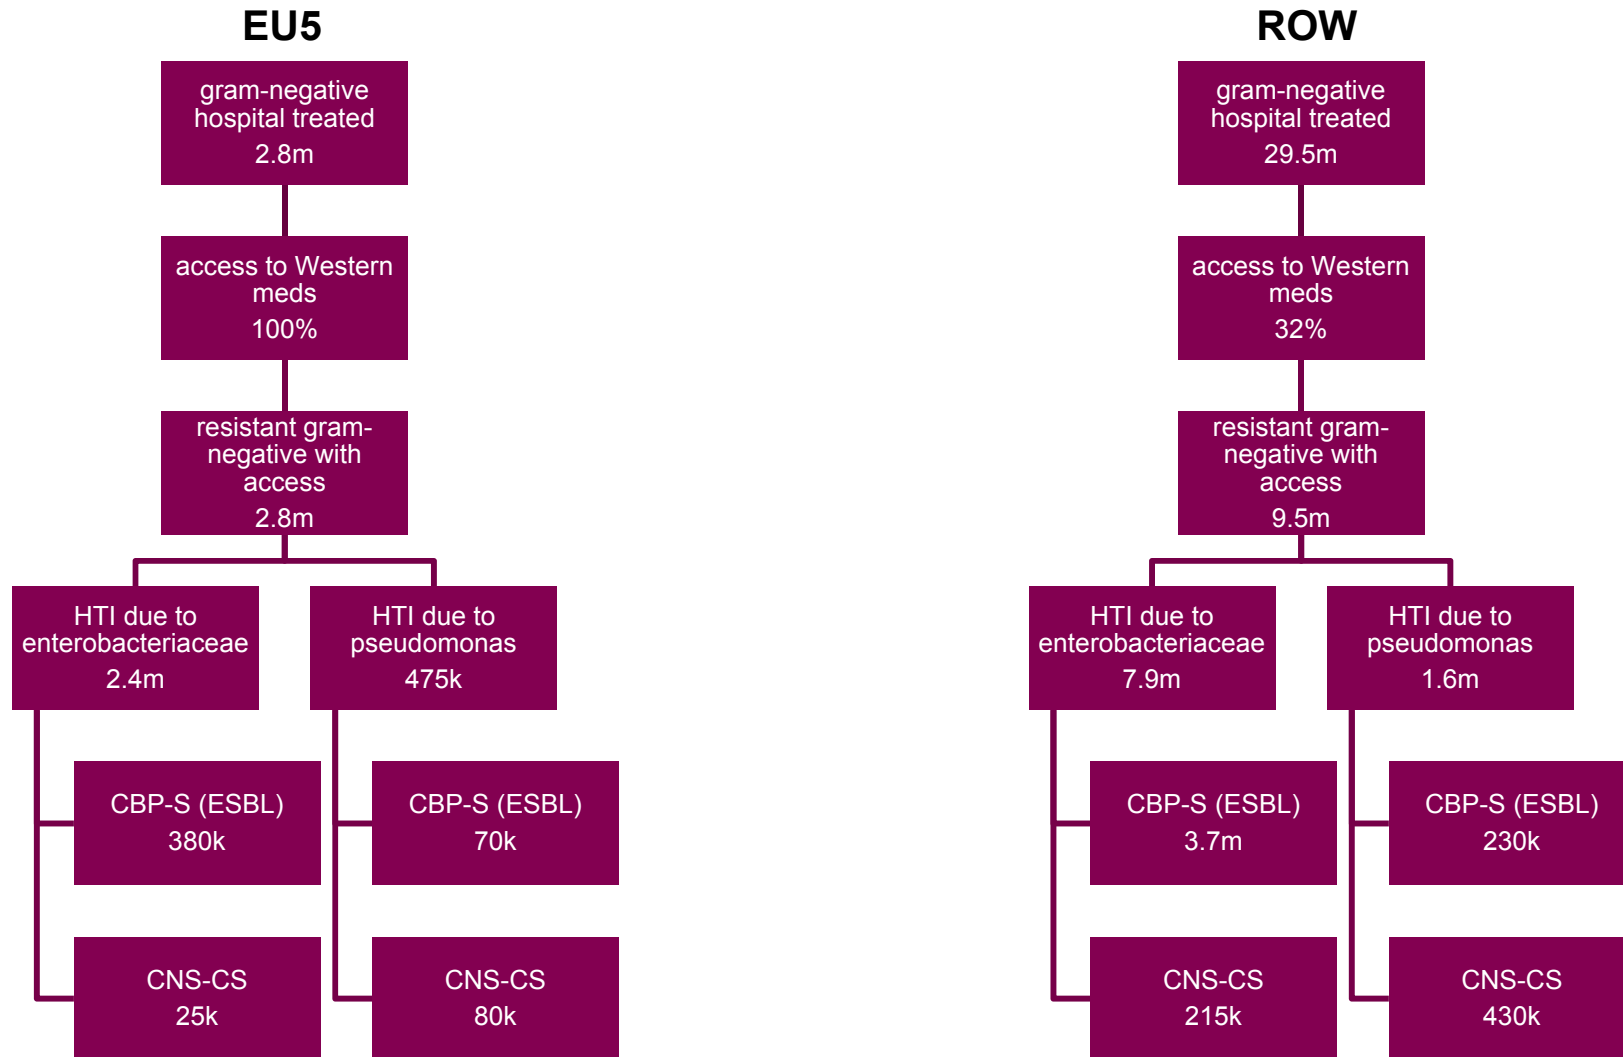 EU5
gram-negative
hospital treated
2.8m
access to Western
meds
100%
resistant gram-
negative with
access
2.8m
HTI due to
enterobacteriaceae
2.4m
HTI due to
pseudomonas
475k
CBP-S (ESBL)
380k
CBP-S (ESBL)
70k
CNS-CS
25k
CNS-CS
80k
ROW
gram-negative
hospital treated
29.5m
access to Western
meds
32%
resistant gram-
negative with
access
9.5m
HTI due to
enterobacteriaceae
7.9m
HTI due to
pseudomonas
1.6m
CBP-S (ESBL)
3.7m
CBP-S (ESBL)
230k
CNS-CS
215k
CNS-CS
430k